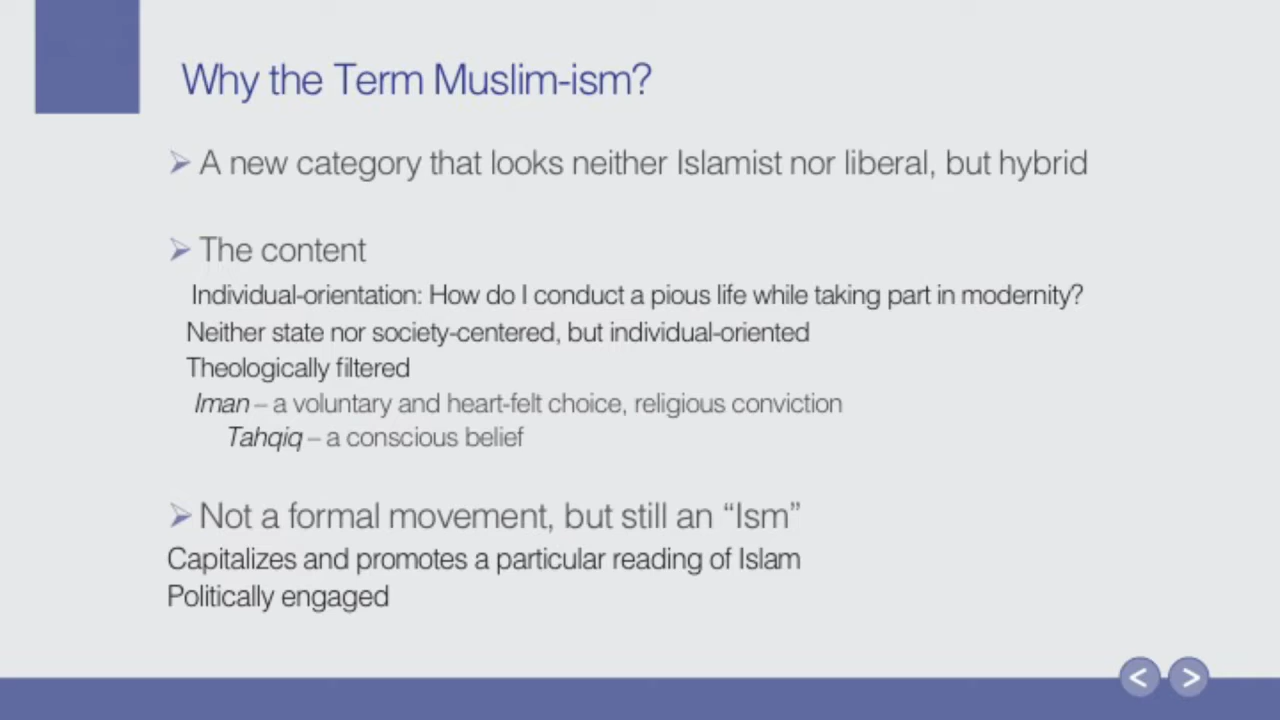 Why the Term Muslim-ism?
➢ A new category that looks neither Islamist nor liberal, but hybrid
➢ The content
Individual-orientation: How do I conduct a pious life while taking part in modernity?
Neither state nor society-centered, but individual-oriented
Theologically filtered
Iman – a voluntary and heart-felt choice, religious conviction
Tahqiq – a conscious belief
➢ Not a formal movement, but still an “Ism”
Capitalizes and promotes a particular reading of Islam
Politically engaged